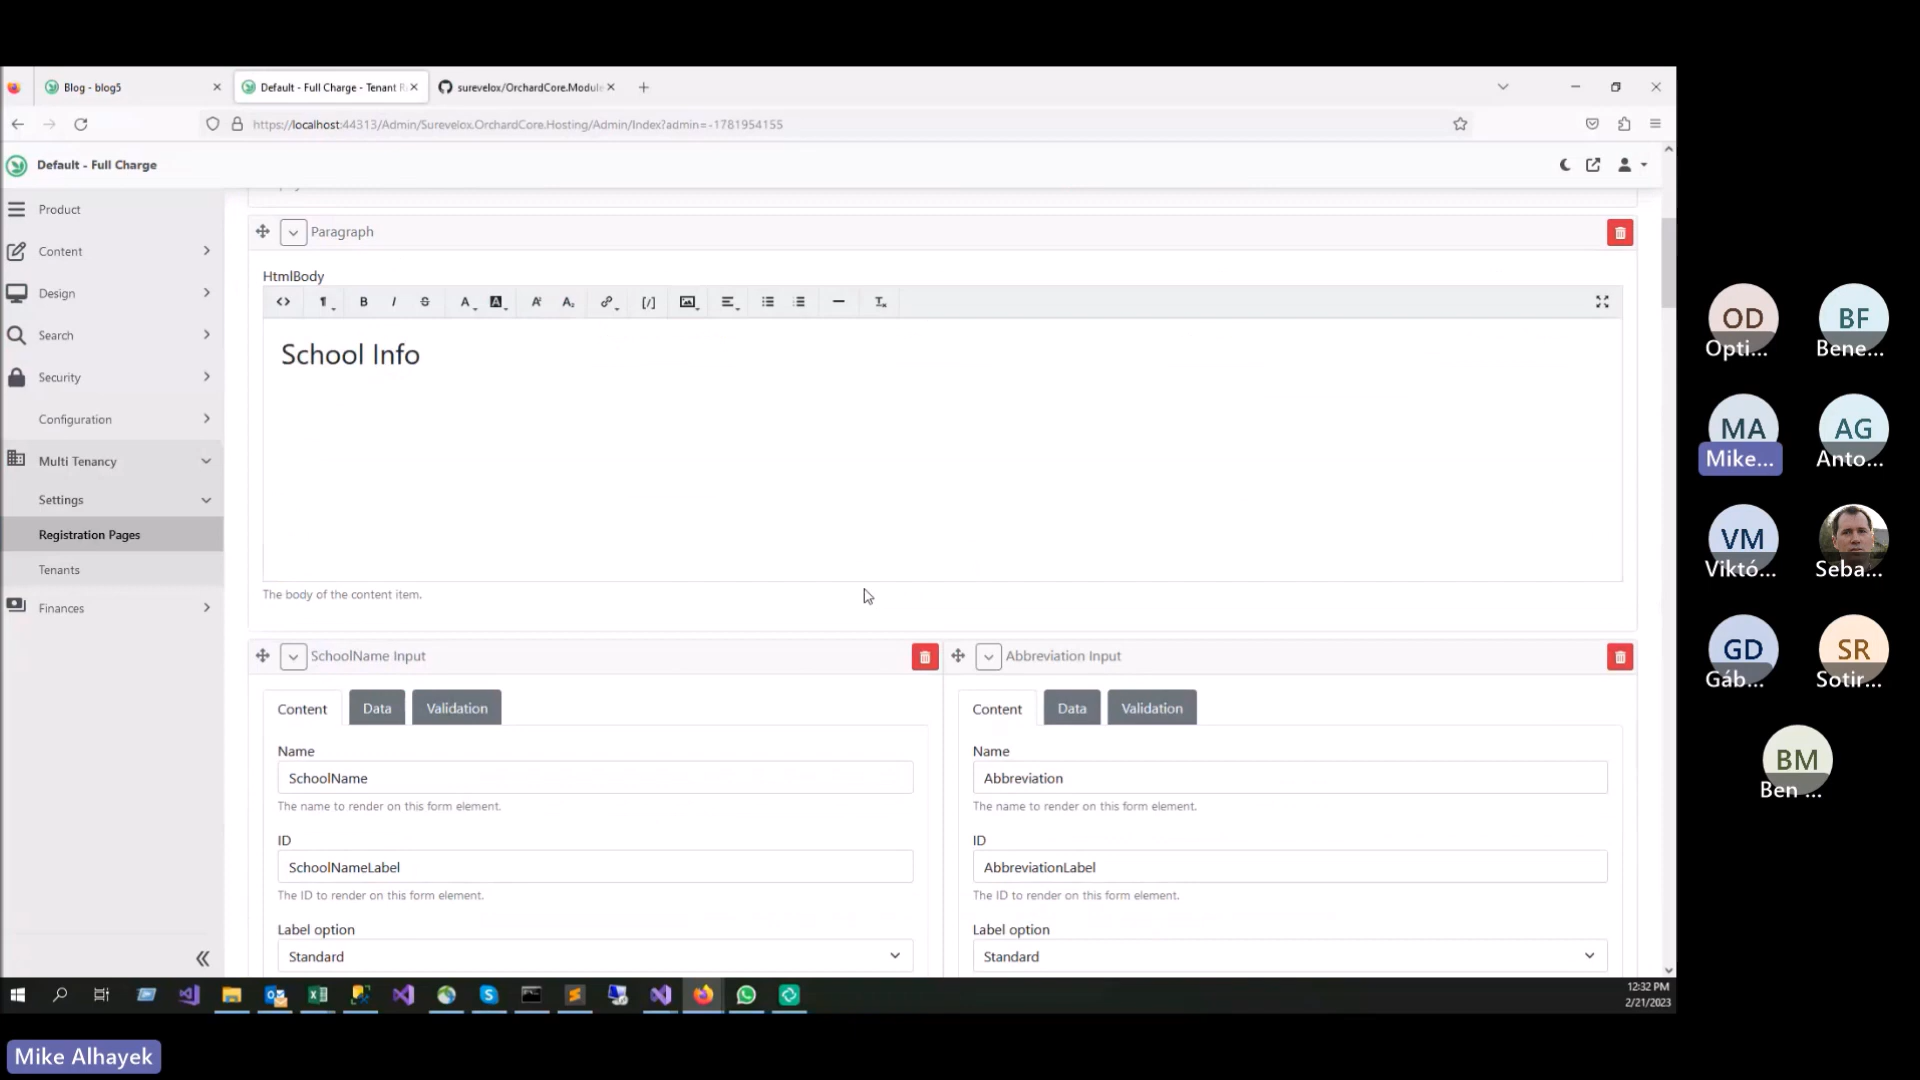 Blog - blog5
Default - Full Charge - Tenant R
surevelox/OrchardCore.Module
https://localhost:44313/Admin/Surevelox.OrchardCore.Hosting/Admin/Index?admin=-1781954155
Default - Full Charge
Product
Content
Design
Search
Security
Configuration
Multi Tenancy
Settings
Registration Pages
Tenants
Finances
Paragraph
HtmlBody
School Info
The body of the content item.
SchoolName Input
Content Data Validation
Name
SchoolName
The name to render on this form element.
ID
SchoolNameLabel
The ID to render on this form element.
Label option
Standard
Abbreviation Input
Content Data Validation
Name
Abbreviation
The name to render on this form element.
ID
AbbreviationLabel
The ID to render on this form element.
Label option
Standard
12:32 PM
2/21/2023
OD
Opti...
BF
Bene...
MA
Mike...
AG
Anto...
VM
Viktó...
Seba...
GD
Gáb...
SR
Sotir...
BM
Ben ...
Mike Alhayek